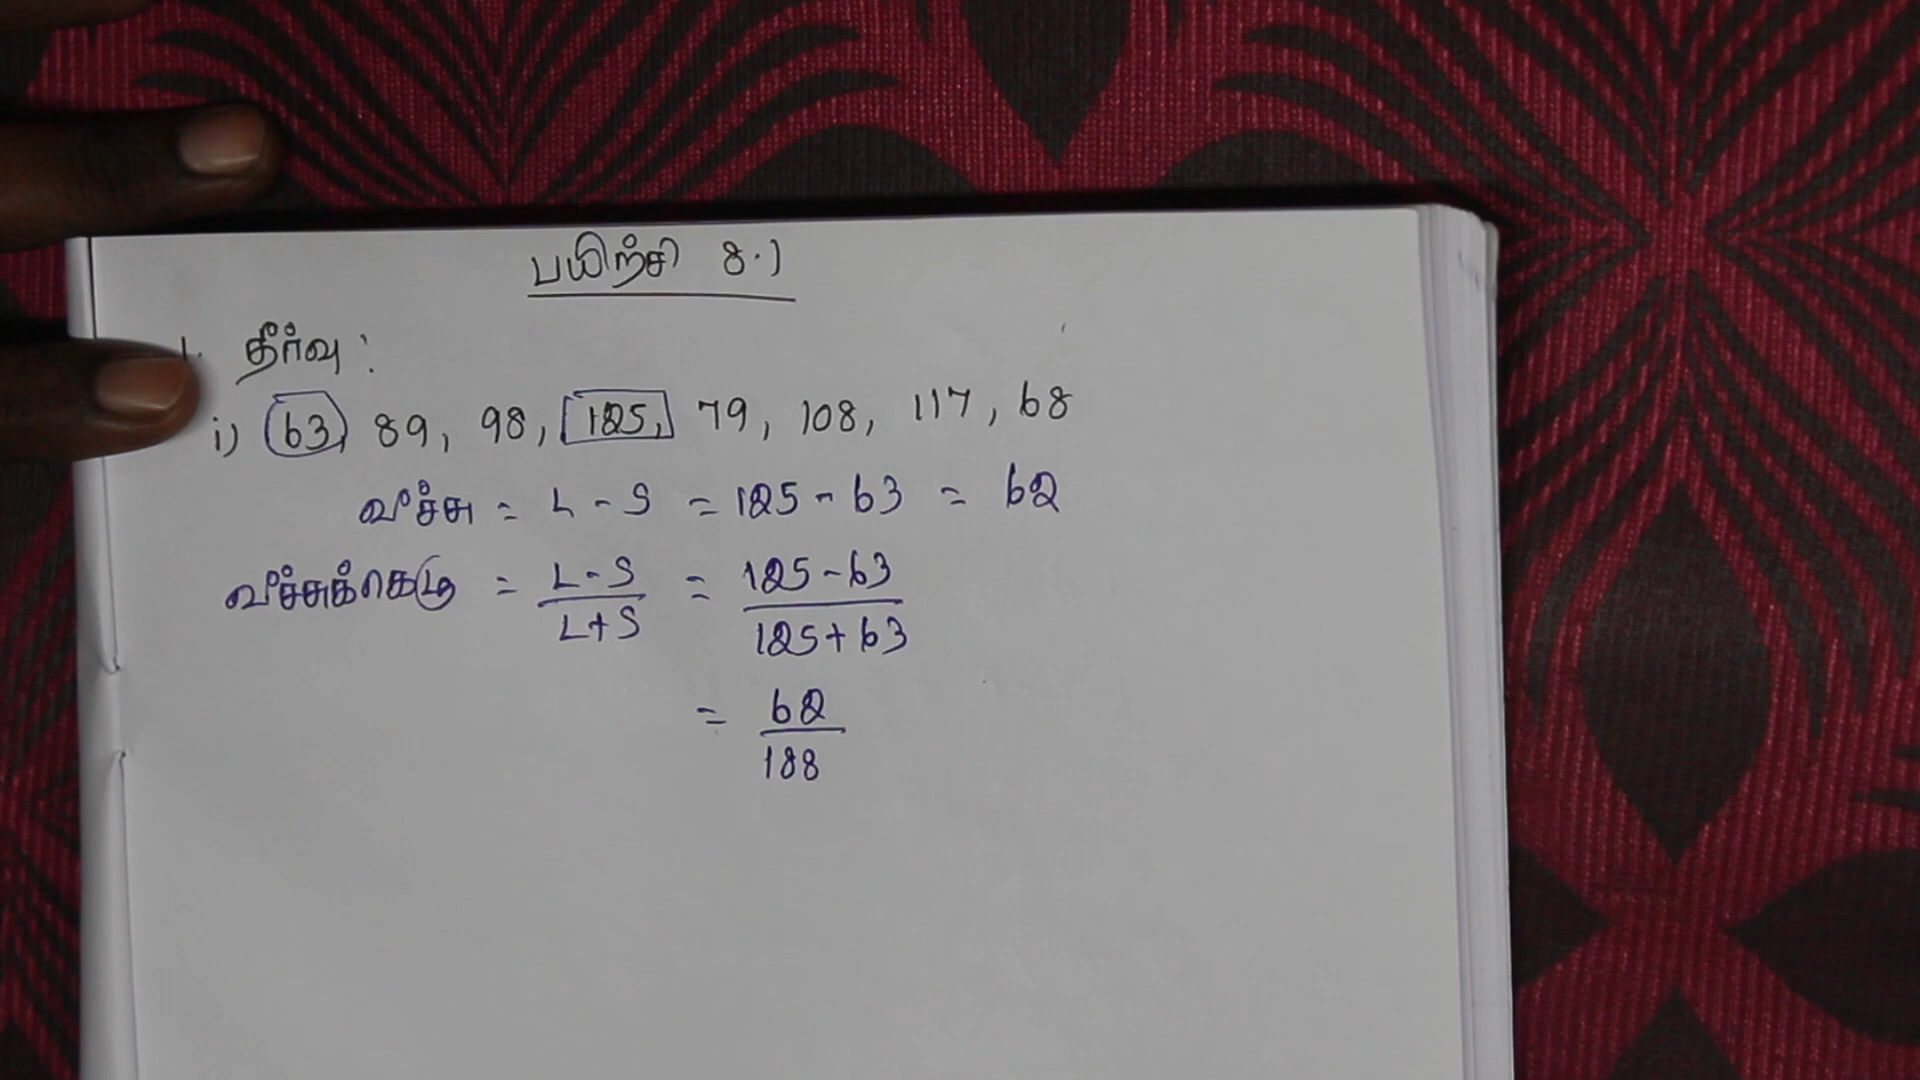 பயிற்சி 8.1
1. தீர்வு :
i) 63, 89, 98, 125, 79, 108, 117, 68
வீச்சு = L - S = 125 - 63 = 62
வீச்சுக்கெழு = L - S / L + S = 125 - 63 / 125 + 63
= 62 / 188